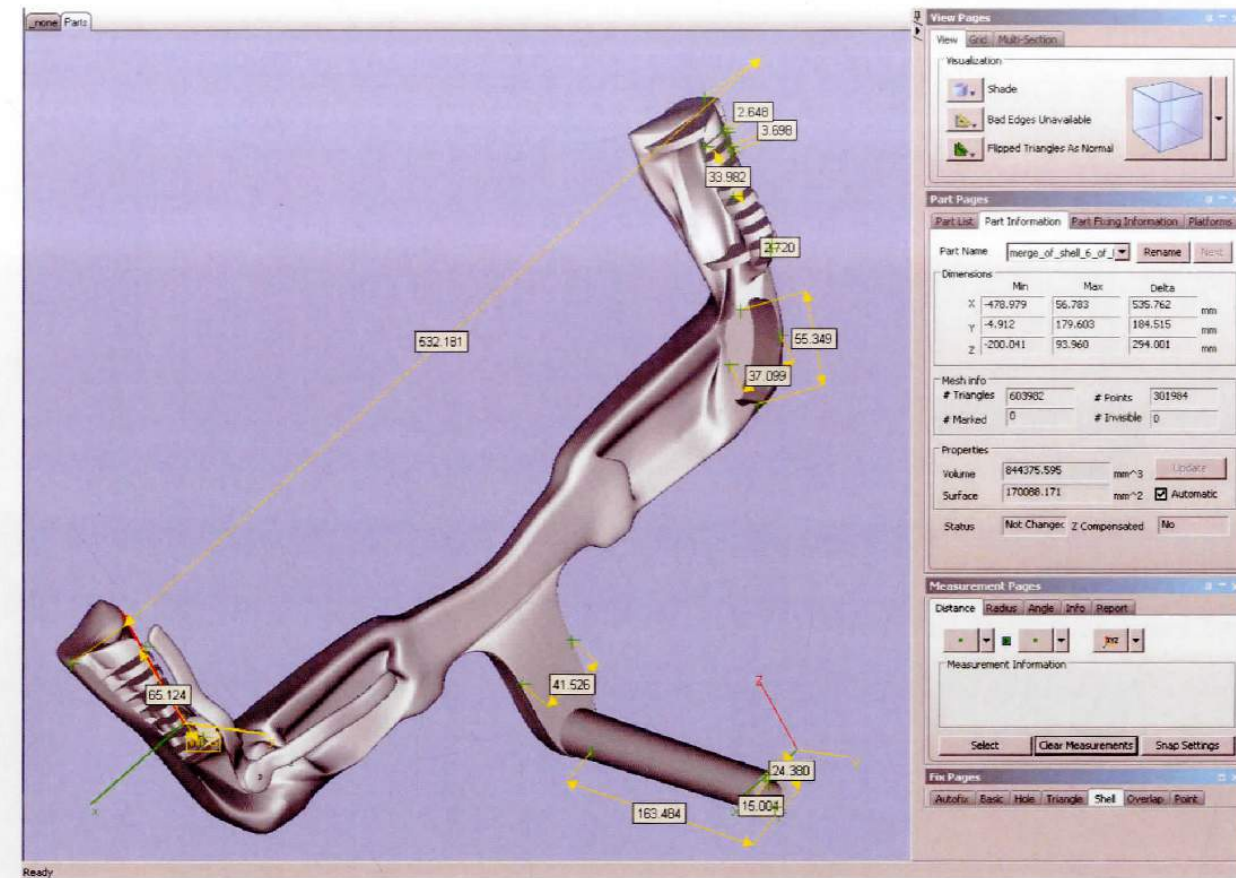 _none Parts
2.648
3.698
33.982
2.720
532.181
55.349
37.099
65.124
41.526
Z
Y
24.380
15.004
163.484
X
Ready
View Pages
View Grid Multi-Section
Visualization
Shade
Bad Edges Unavailable
Flipped Triangles As Normal
Part Pages
Part List Part Information Part Fixing Information Platforms
Part Name merge_of_shell_6_of_ Rename Next
Dimensions
Min Max Delta
X -478.979 56.783 535.762 mm
Y -4.912 179.603 184.515 mm
Z -200.041 93.960 294.001 mm
Mesh info
# Triangles 603982 # Points 301984
# Marked 0 # Invisible 0
Properties
Volume 844375.595 mm^3 Update
Surface 170088.171 mm^2 Automatic
Status Not Changec Z Compensated No
Measurement Pages
Distance Radius Angle Info Report
XYZ
Measurement Information
Select Clear Measurements Snap Settings
Fix Pages
Autofix Basic Hole Triangle Shell Overlap Point